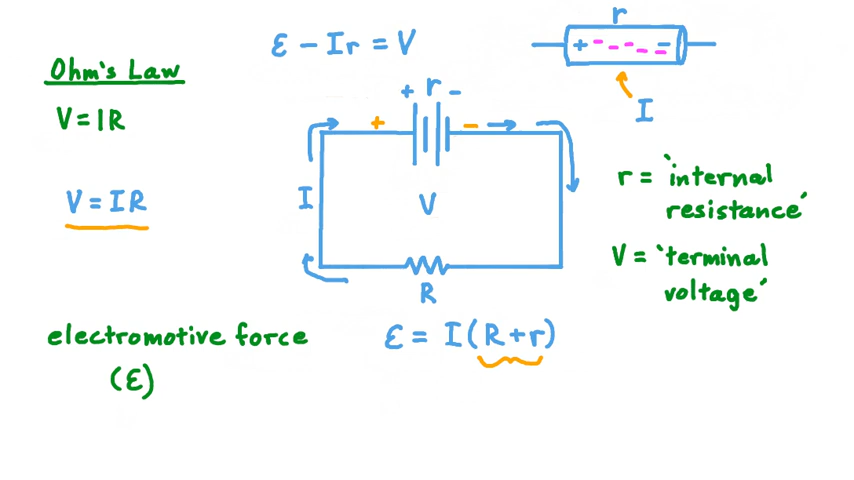 Ohm's Law
V = IR
V = IR
ε - Ir = V
r
+ -
I
+ r -
+ -
I
V
R
r = 'internal
resistance'
V = 'terminal
voltage'
electromotive force
(ε)
ε = I(R+r)